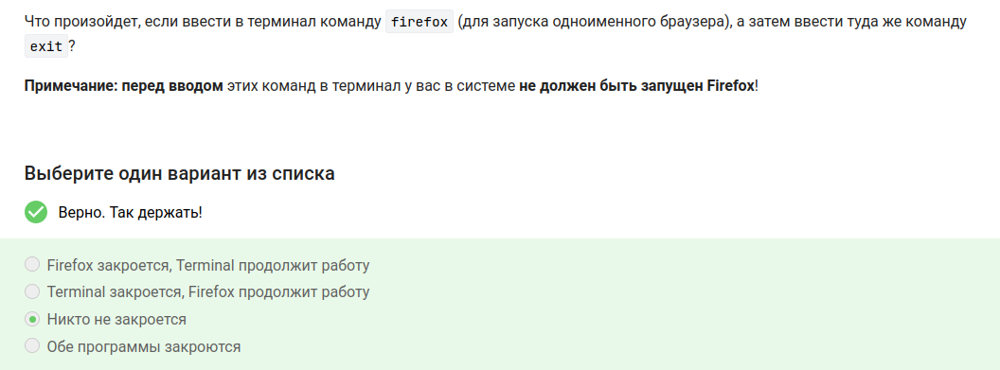 Что произойдет, если ввести в терминал команду firefox (для запуска одноименного браузера), а затем ввести туда же команду
exit ?
Примечание: перед вводом этих команд в терминал у вас в системе не должен быть запущен Firefox!
Выберите один вариант из списка
Верно. Так держать!
Firefox закроется, Terminal продолжит работу
Terminal закроется, Firefox продолжит работу
Никто не закроется
Обе программы закроются